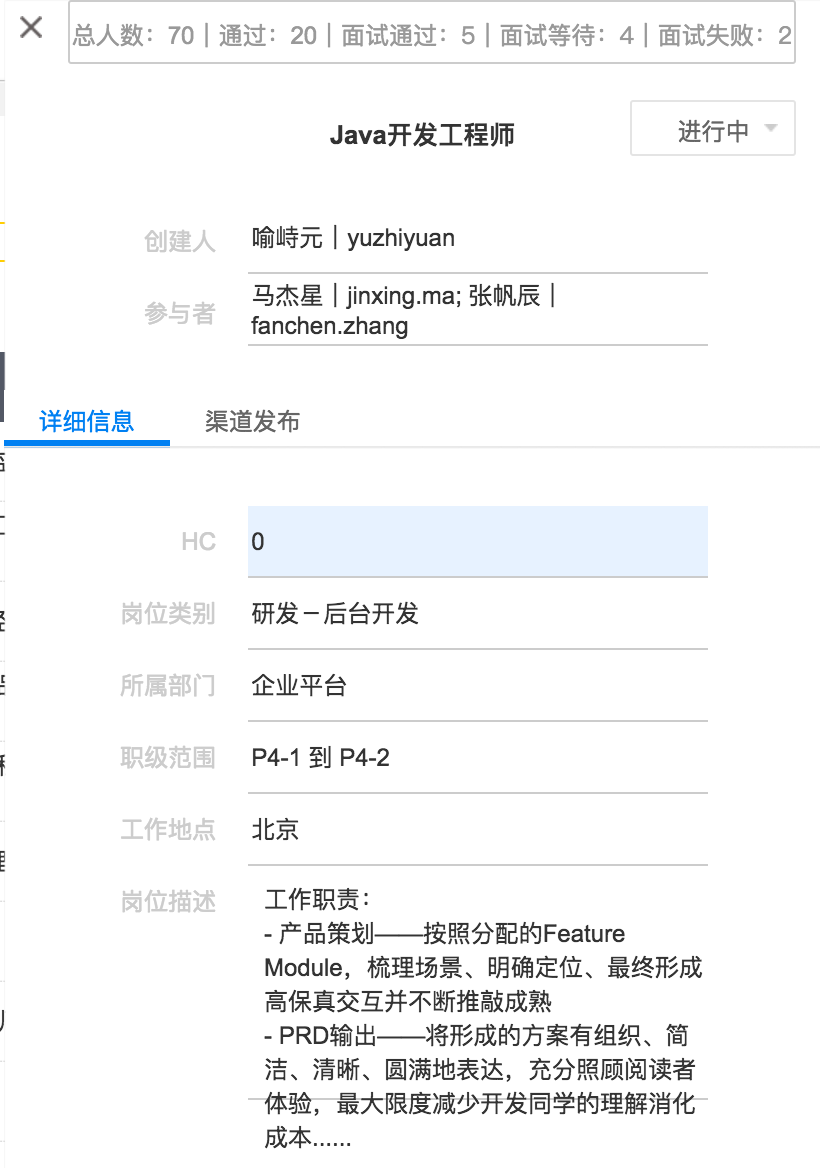 总人数：70｜通过：20｜面试通过：5｜面试等待：4｜面试失败：2
Java开发工程师
进行中
创建人
喻峙元｜yuzhiyuan
参与者
马杰星｜jinxing.ma; 张帆辰｜
fanchen.zhang
详细信息
渠道发布
HC
0
岗位类别
研发－后台开发
所属部门
企业平台
职级范围
P4-1 到 P4-2
工作地点
北京
岗位描述
工作职责：
- 产品策划——按照分配的Feature
Module，梳理场景、明确定位、最终形成
高保真交互并不断推敲成熟
- PRD输出——将形成的方案有组织、简
洁、清晰、圆满地表达，充分照顾阅读者
体验，最大限度减少开发同学的理解消化
成本......